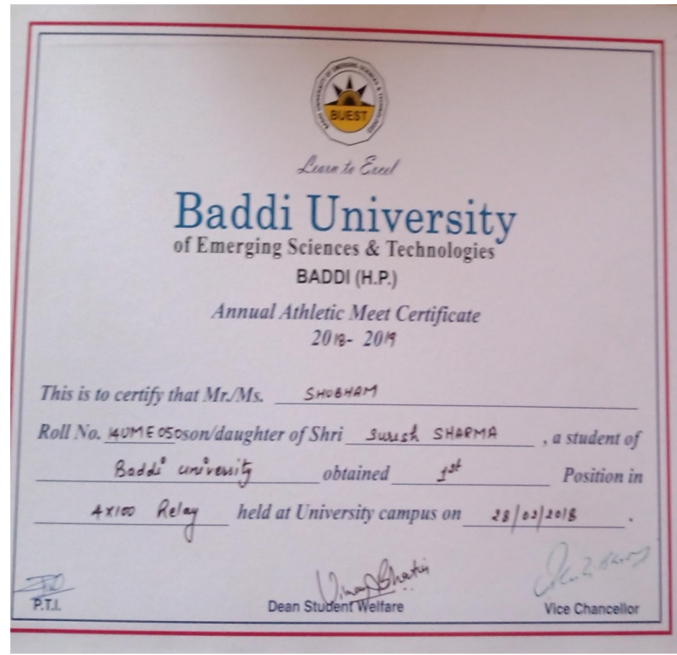 BUEST
Learn to Excel
Baddi University
of Emerging Sciences & Technologies
BADDI (H.P.)
Annual Athletic Meet Certificate
2018- 2019
This is to certify that Mr./Ms. SHUBHAM
Roll No. 14UME050 son/daughter of Shri Suresh SHARMA , a student of
Baddi university obtained 1st Position in
4x100 Relay held at University campus on 28/02/2018 .
P.T.I.
Dean Student Welfare
Vice Chancellor